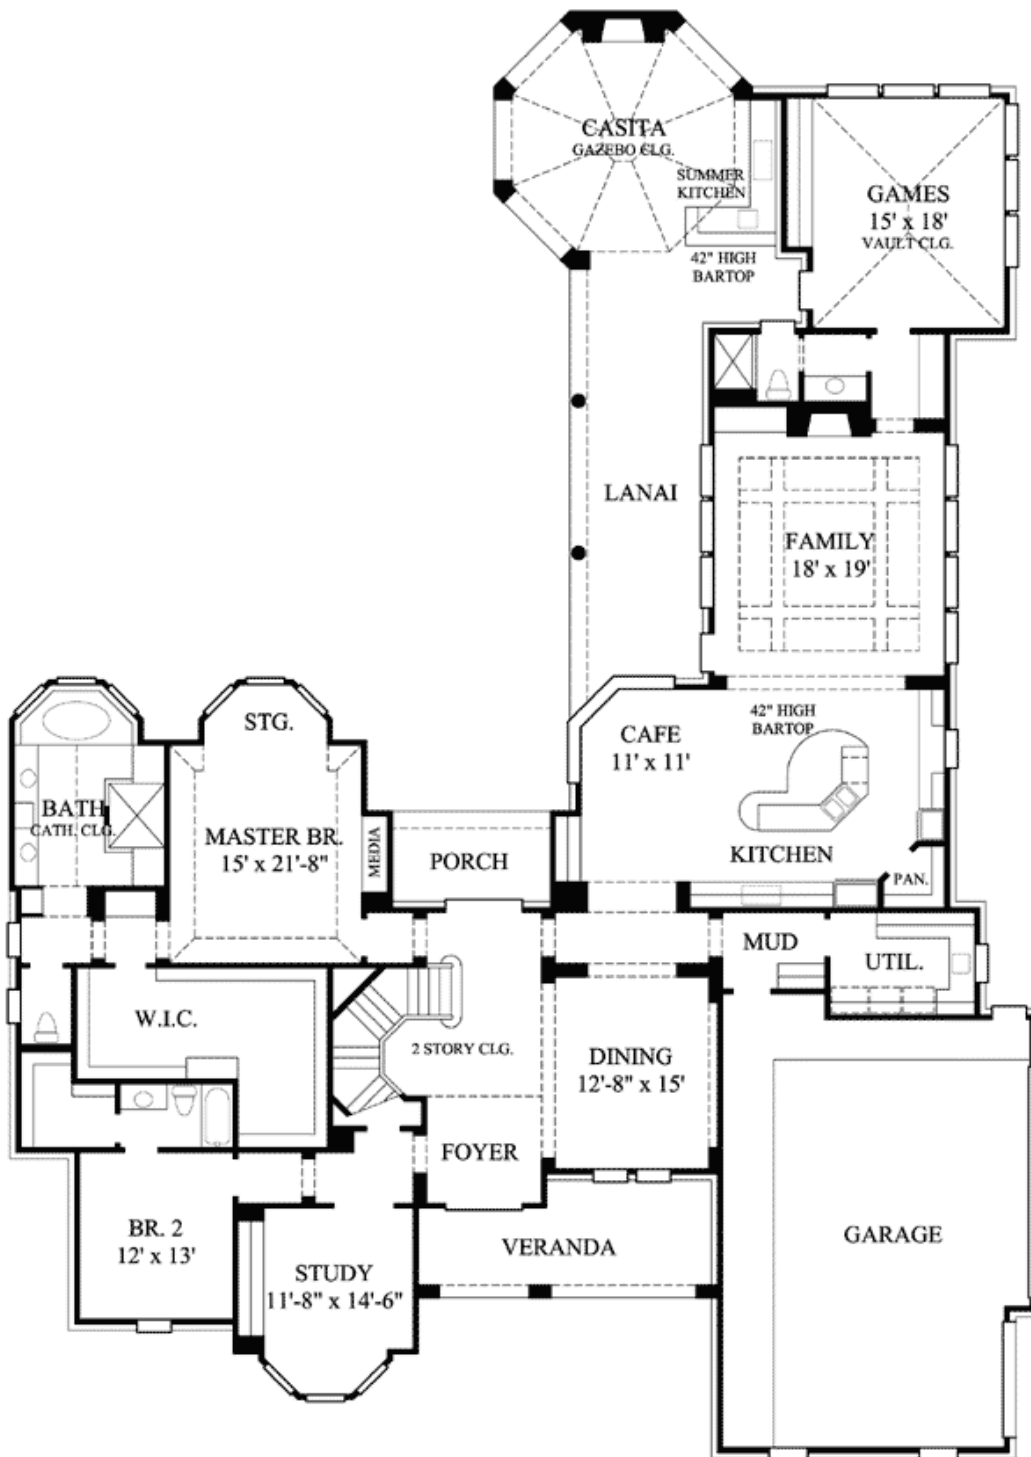 CASITA
GAZEBO CLG.
SUMMER
KITCHEN
42" HIGH
BARTOP
GAMES
15' x 18'
VAULT CLG.
LANAI
FAMILY
18' x 19'
STG.
CAFE
11' x 11'
42" HIGH
BARTOP
BATH
CATH. CLG.
MASTER BR.
15' x 21'-8"
MEDIA
PORCH
KITCHEN
PAN.
MUD
UTIL.
W.I.C.
2 STORY CLG.
DINING
12'-8" x 15'
FOYER
BR. 2
12' x 13'
STUDY
11'-8" x 14'-6"
VERANDA
GARAGE